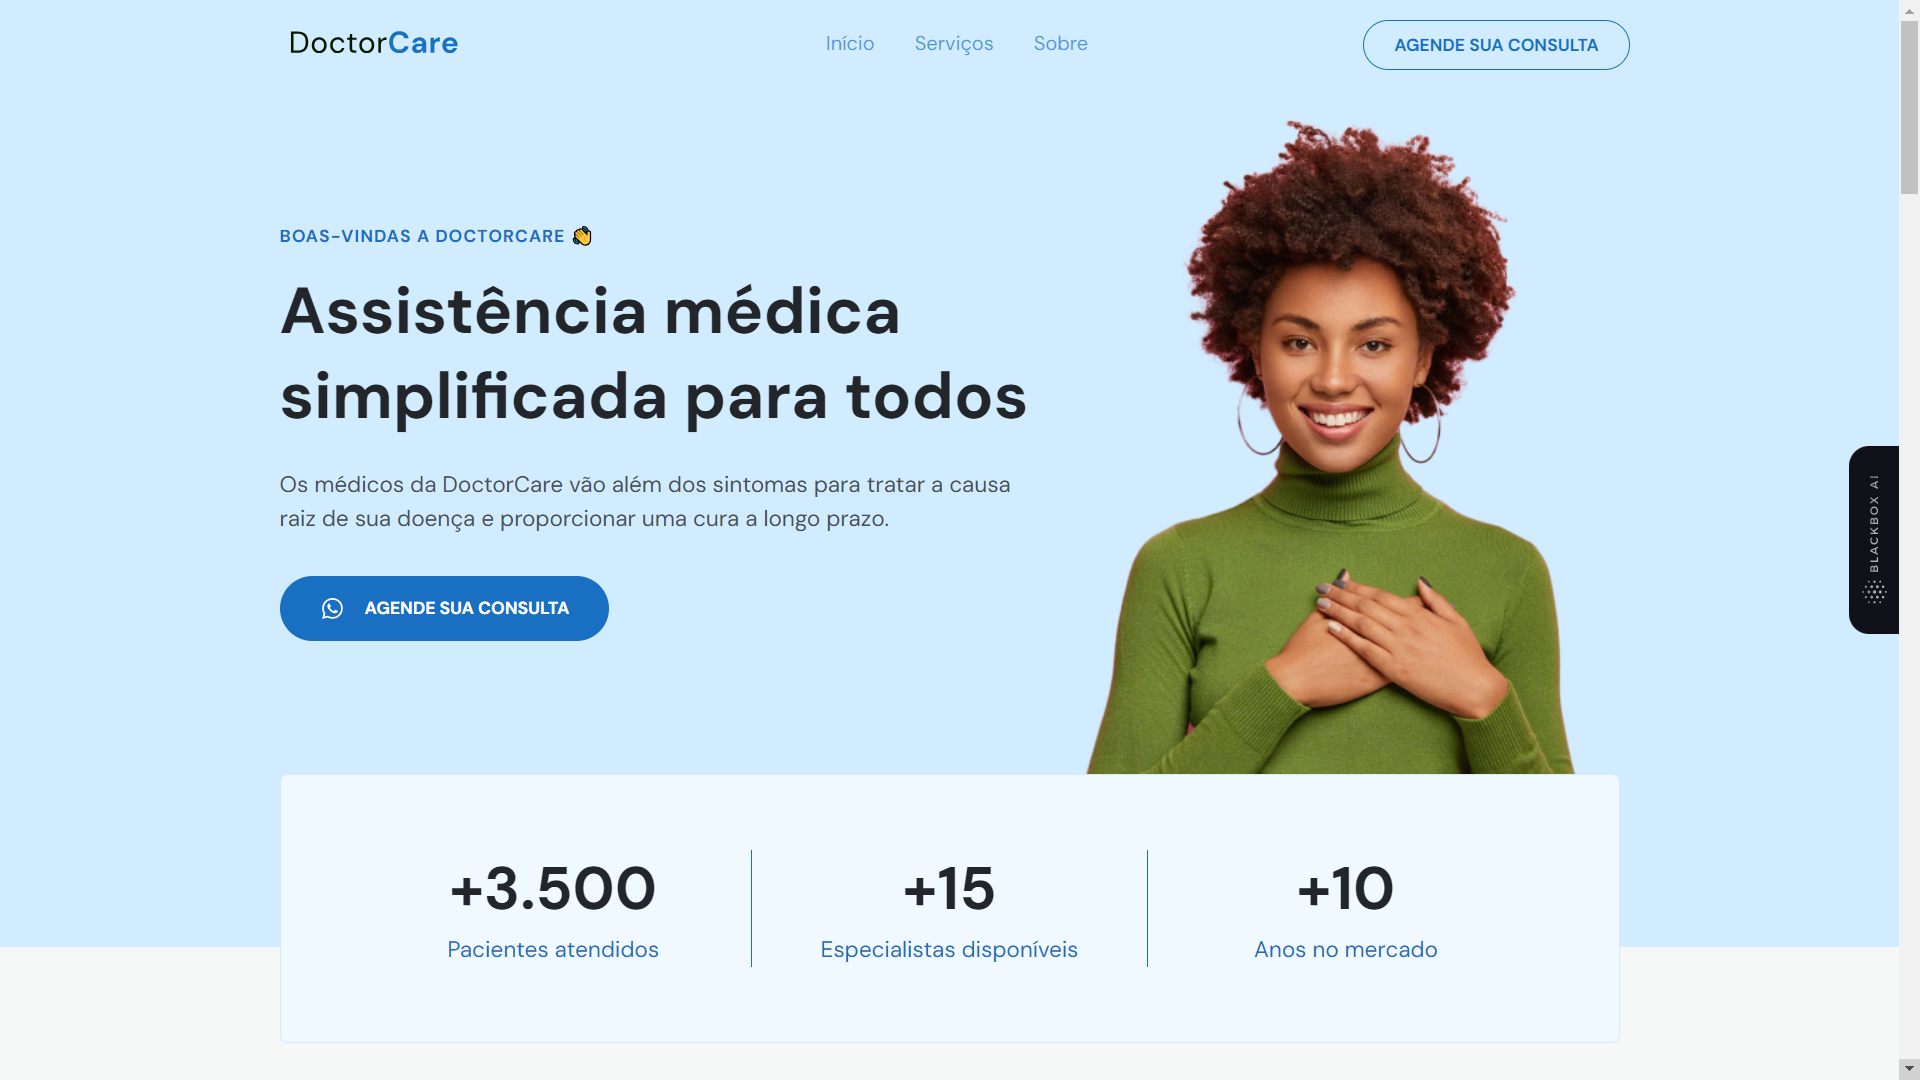 DoctorCare
Início
Serviços
Sobre
AGENDE SUA CONSULTA
BOAS-VINDAS A DOCTORCARE 👋
Assistência médica
simplificada para todos
Os médicos da DoctorCare vão além dos sintomas para tratar a causa
raiz de sua doença e proporcionar uma cura a longo prazo.
AGENDE SUA CONSULTA
BLACKBOX AI
+3.500
Pacientes atendidos
+15
Especialistas disponíveis
+10
Anos no mercado